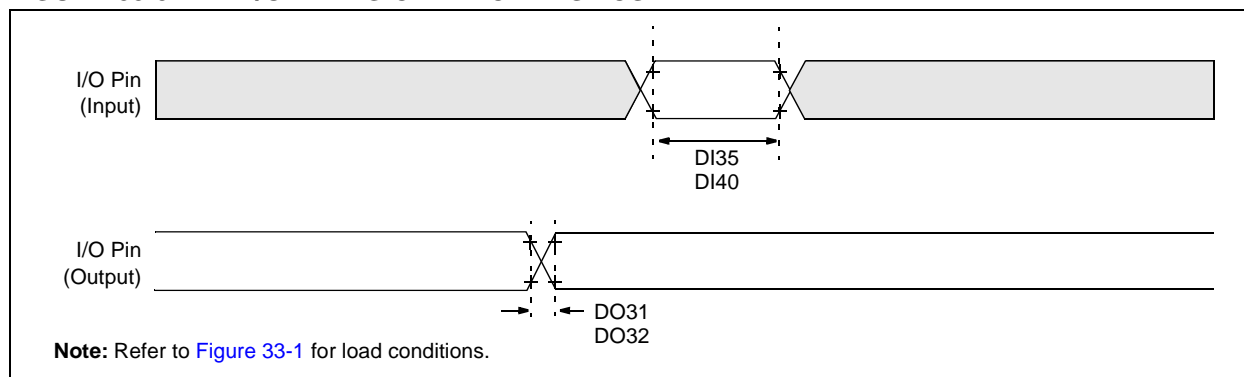 I/O Pin
(Input)
DI35
DI40
I/O Pin
(Output)
DO31
DO32
Note: Refer to Figure 33-1 for load conditions.